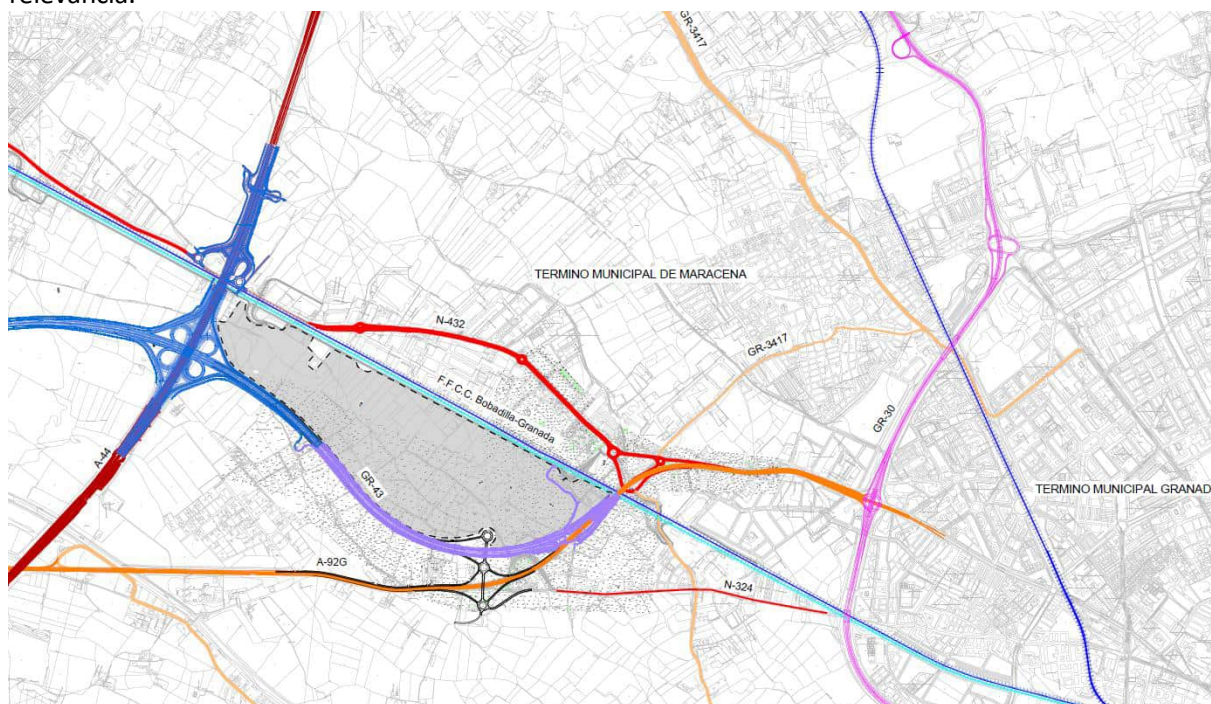 relevancia.
GR-3417
TERMINO MUNICIPAL DE MARACENA
N-432
GR-3417
F.F.C.C. Bobadilla-Granada
GR-30
A-44
GR-43
TERMINO MUNICIPAL GRANAD
A-92G
N-324